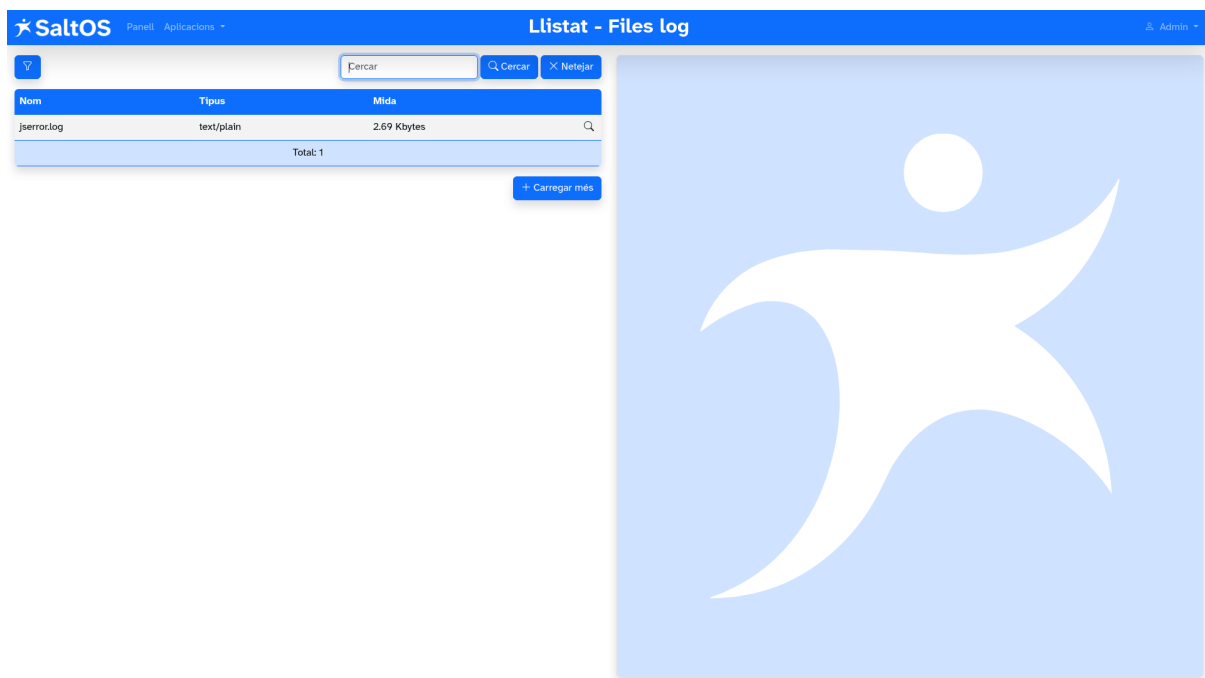 SaltOS Panell Aplicacions Llistat - Files log Admin
Cercar Cercar Netejar
Nom Tipus Mida
jserror.log text/plain 2.69 Kbytes
Total: 1
Carregar més